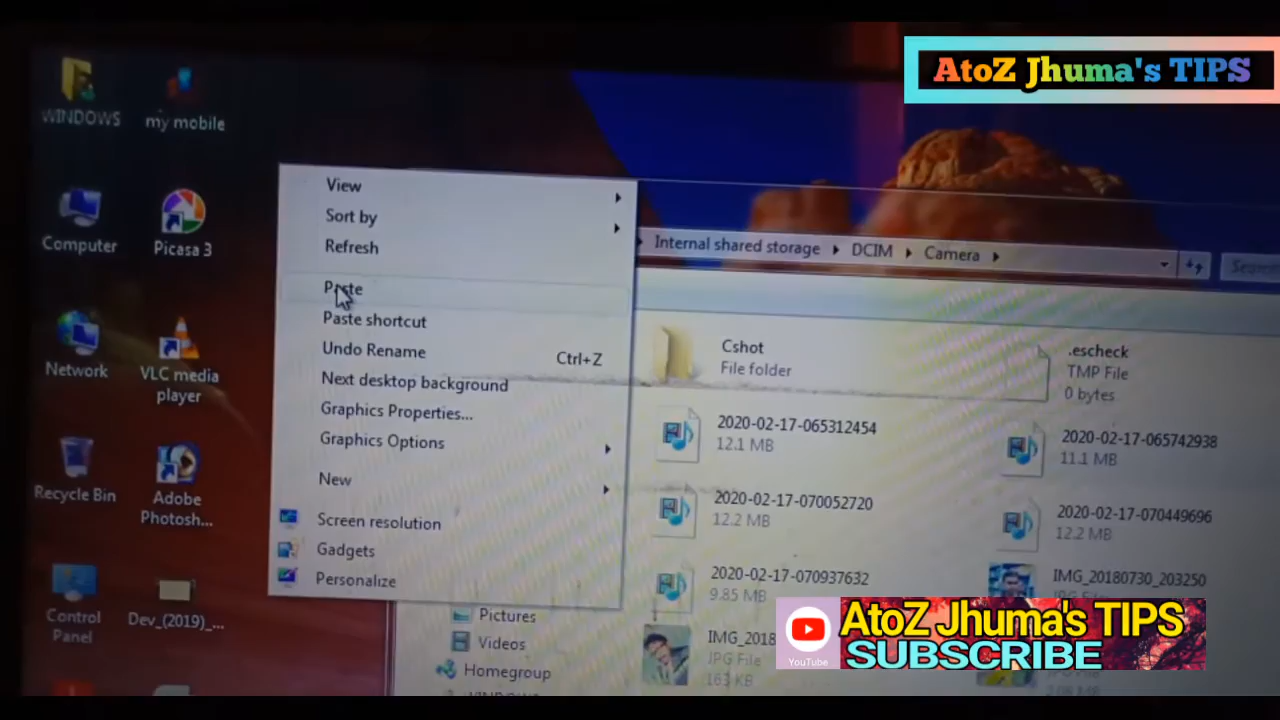 AtoZ Jhuma's TIPS
WINDOWS
my mobile
Computer
Picasa 3
Network
VLC media
player
Recycle Bin
Adobe
Photosh...
Control
Panel
Dev_(2019)_...
View
Sort by
Refresh
Paste
Paste shortcut
Undo Rename Ctrl+Z
Next desktop background
Graphics Properties...
Graphics Options
New
Screen resolution
Gadgets
Personalize
Internal shared storage DCIM Camera
Cshot
File folder
.escheck
TMP File
0 bytes
2020-02-17-065312454
12.1 MB
2020-02-17-065742938
11.1 MB
2020-02-17-070052720
12.2 MB
2020-02-17-070449696
12.2 MB
2020-02-17-070937632
9.85 MB
IMG_20180730_203250
IMG_2018
JPG File
163 KB
Pictures
Videos
Homegroup
YouTube
AtoZ Jhuma's TIPS
SUBSCRIBE